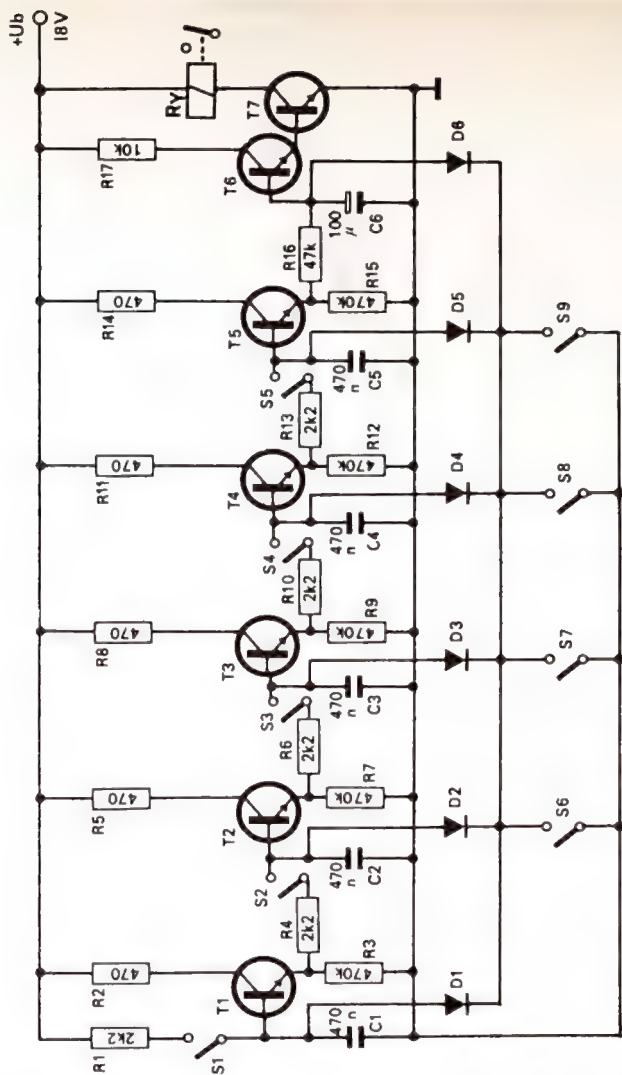 +Ub
18V
R1
2k2
S1
R2
470
T1
470
n
C1
D1
R3
470k
R4
2k2
S2
R5
470
T2
470
n
C2
D2
S6
R7
470k
R6
2k2
S3
R8
470
T3
470
n
C3
D3
S7
R9
470k
R10
2k2
S4
R11
470
T4
470
n
C4
D4
S8
R12
470k
R13
2k2
S5
R14
470
T5
470
n
C5
D5
S9
R15
470k
R16
47k
R17
10k
T6
100
μ
C6
D6
Ry
T7